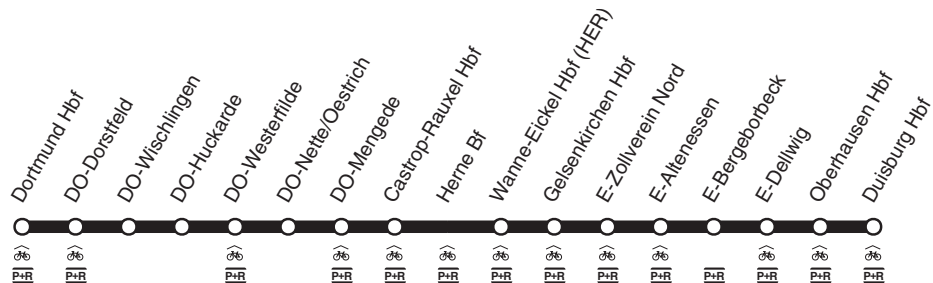 Dortmund Hbf
DO-Dorstfeld
DO-Wischlingen
DO-Huckarde
DO-Westerfilde
DO-Nette/Oestrich
DO-Mengede
Castrop-Rauxel Hbf
Herne Bf
Wanne-Eickel Hbf (HER)
Gelsenkirchen Hbf
E-Zollverein Nord
E-Altenessen
E-Bergeborbeck
E-Dellwig
Oberhausen Hbf
Duisburg Hbf
P+R P+R P+R P+R P+R P+R P+R P+R P+R P+R P+R P+R P+R P+R